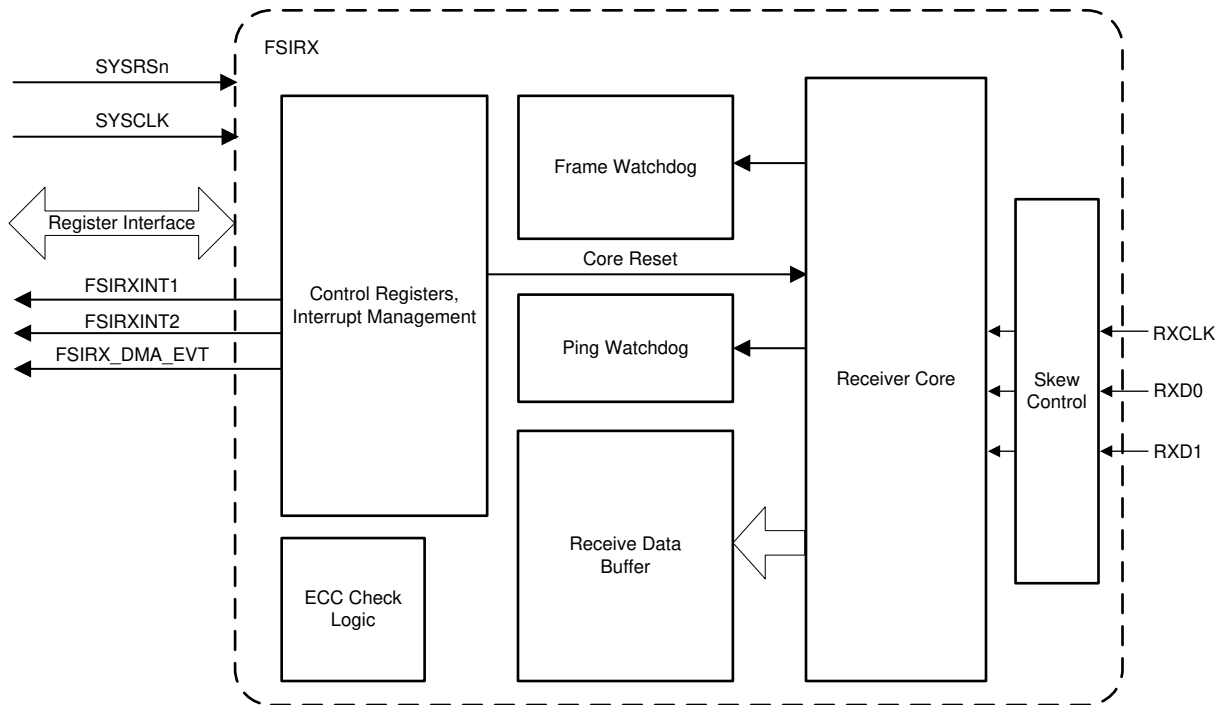 FSIRX
SYSRSn
SYSCLK
Register Interface
FSIRXINT1
FSIRXINT2
FSIRX_DMA_EVT
Control Registers,
Interrupt Management
ECC Check
Logic
Frame Watchdog
Core Reset
Ping Watchdog
Receive Data
Buffer
Receiver Core
Skew
Control
RXCLK
RXD0
RXD1